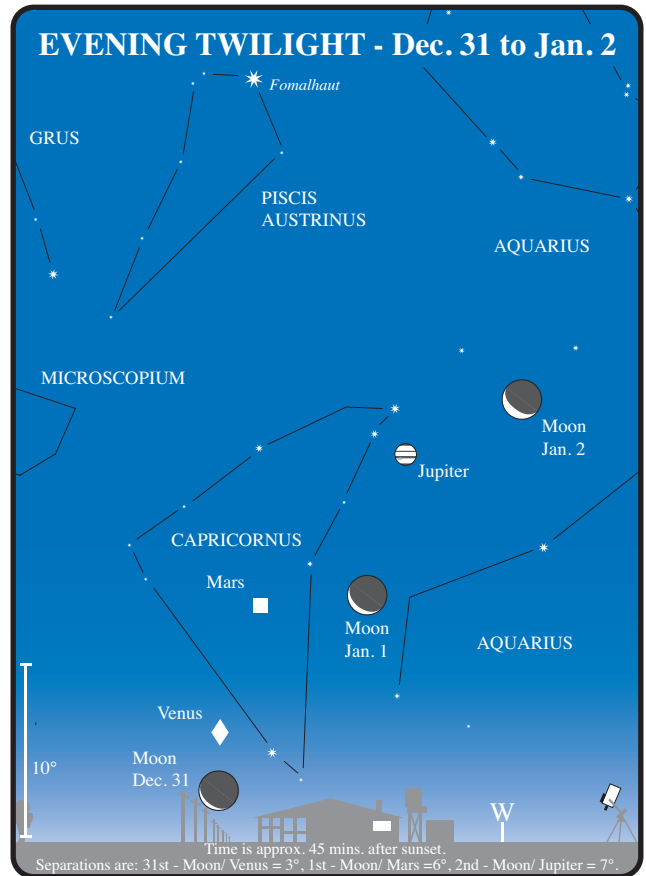 EVENING TWILIGHT - Dec. 31 to Jan. 2
Fomalhaut
GRUS
PISCIS
AUSTRINUS
AQUARIUS
MICROSCOPIUM
Moon
Jan. 2
Jupiter
CAPRICORNUS
Mars
Moon
Jan. 1
AQUARIUS
Venus
Moon
Dec. 31
10°
W
Time is approx. 45 mins. after sunset.
Separations are: 31st - Moon/ Venus = 3°, 1st - Moon/ Mars =6°, 2nd - Moon/ Jupiter = 7°.